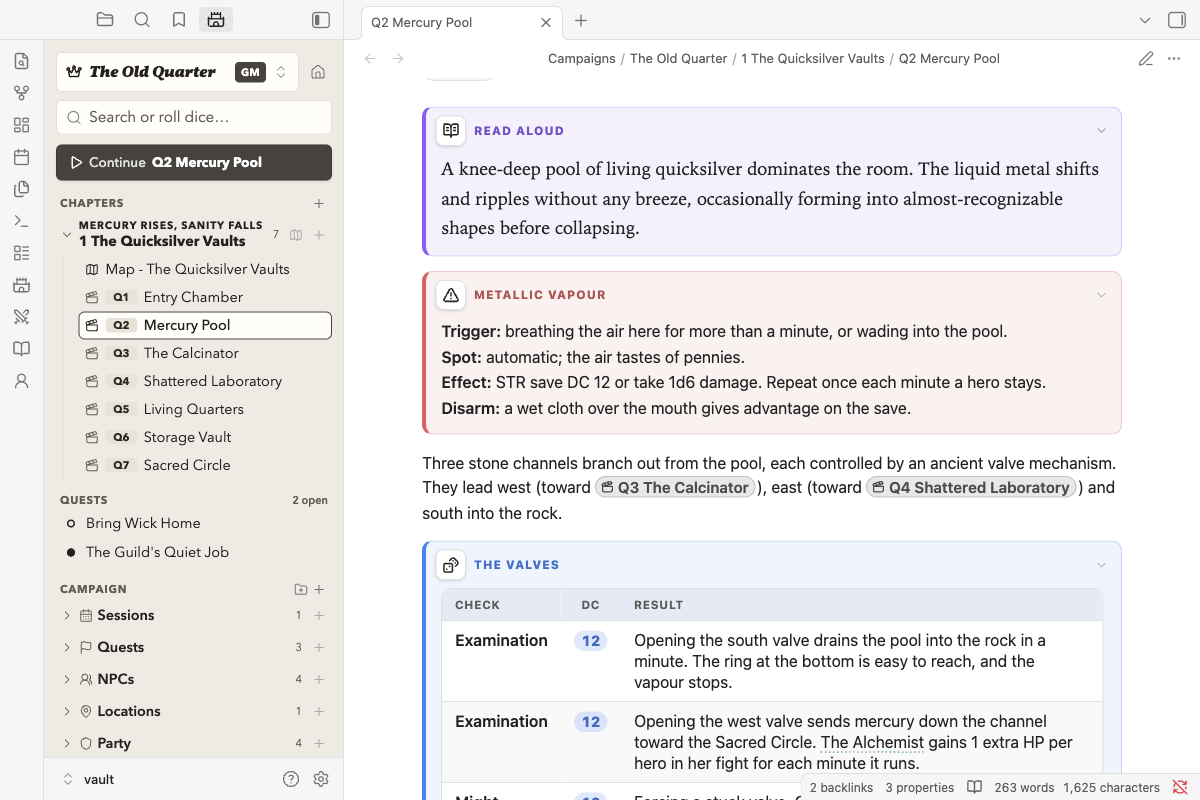 Q2 Mercury Pool
The Old Quarter GM
Campaigns / The Old Quarter / 1 The Quicksilver Vaults / Q2 Mercury Pool
Search or roll dice…
Continue Q2 Mercury Pool
CHAPTERS
MERCURY RISES, SANITY FALLS
1 The Quicksilver Vaults 7
Map - The Quicksilver Vaults
Q1 Entry Chamber
Q2 Mercury Pool
Q3 The Calcinator
Q4 Shattered Laboratory
Q5 Living Quarters
Q6 Storage Vault
Q7 Sacred Circle
QUESTS 2 open
Bring Wick Home
The Guild's Quiet Job
CAMPAIGN
Sessions 1
Quests 3
NPCs 4
Locations 1
Party 4
vault
READ ALOUD
A knee-deep pool of living quicksilver dominates the room. The liquid metal shifts
and ripples without any breeze, occasionally forming into almost-recognizable
shapes before collapsing.
METALLIC VAPOUR
Trigger: breathing the air here for more than a minute, or wading into the pool.
Spot: automatic; the air tastes of pennies.
Effect: STR save DC 12 or take 1d6 damage. Repeat once each minute a hero stays.
Disarm: a wet cloth over the mouth gives advantage on the save.
Three stone channels branch out from the pool, each controlled by an ancient valve mechanism.
They lead west (toward Q3 The Calcinator), east (toward Q4 Shattered Laboratory) and
south into the rock.
THE VALVES
CHECK DC RESULT
Examination 12 Opening the south valve drains the pool into the rock in a
minute. The ring at the bottom is easy to reach, and the
vapour stops.
Examination 12 Opening the west valve sends mercury down the channel
toward the Sacred Circle. The Alchemist gains 1 extra HP per
hero in her fight for each minute it runs.
2 backlinks 3 properties 263 words 1,625 characters